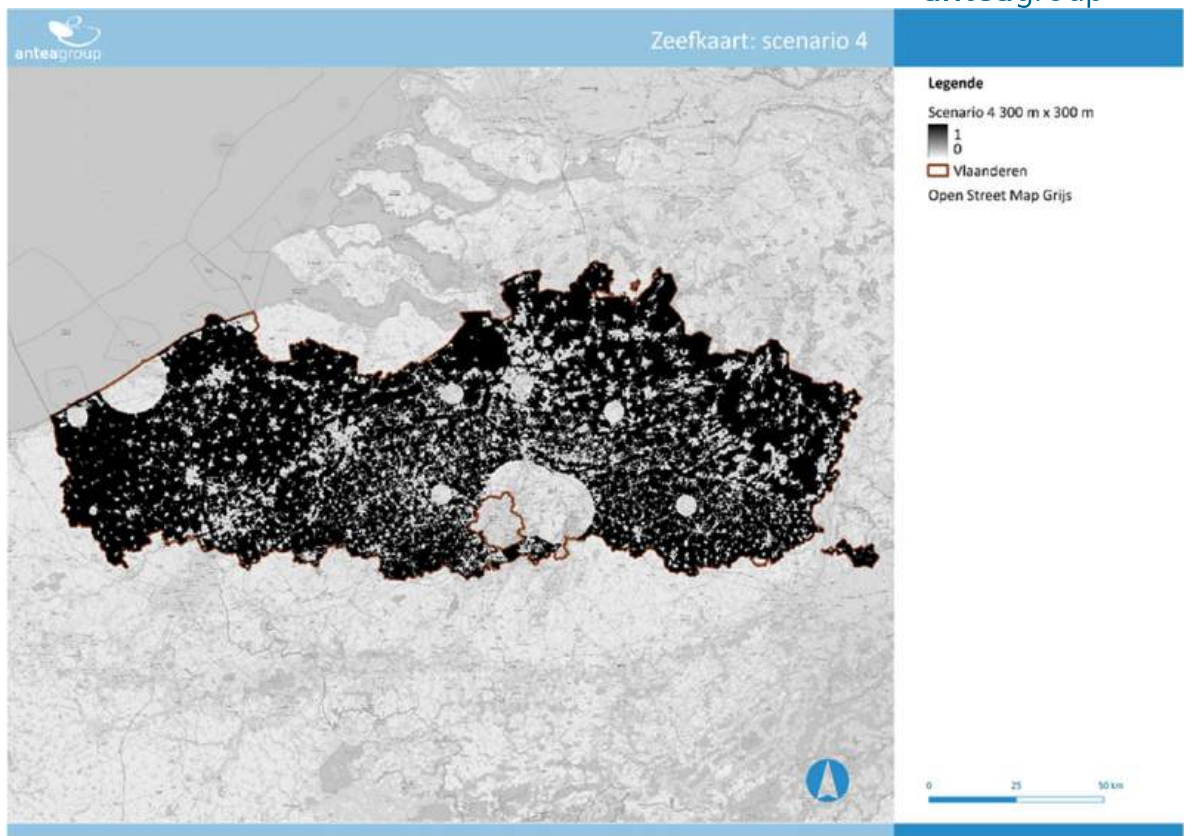 anteagroup
anteagroup
Zeefkaart: scenario 4
Legende
Scenario 4 300 m x 300 m
1
0
Vlaanderen
Open Street Map Grijs
0 25 50 km